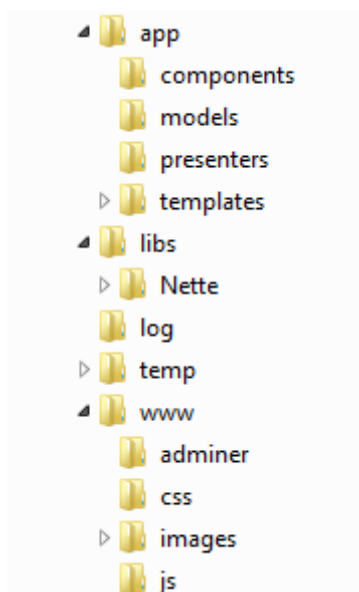 app
components
models
presenters
templates
libs
Nette
log
temp
www
adminer
css
images
js